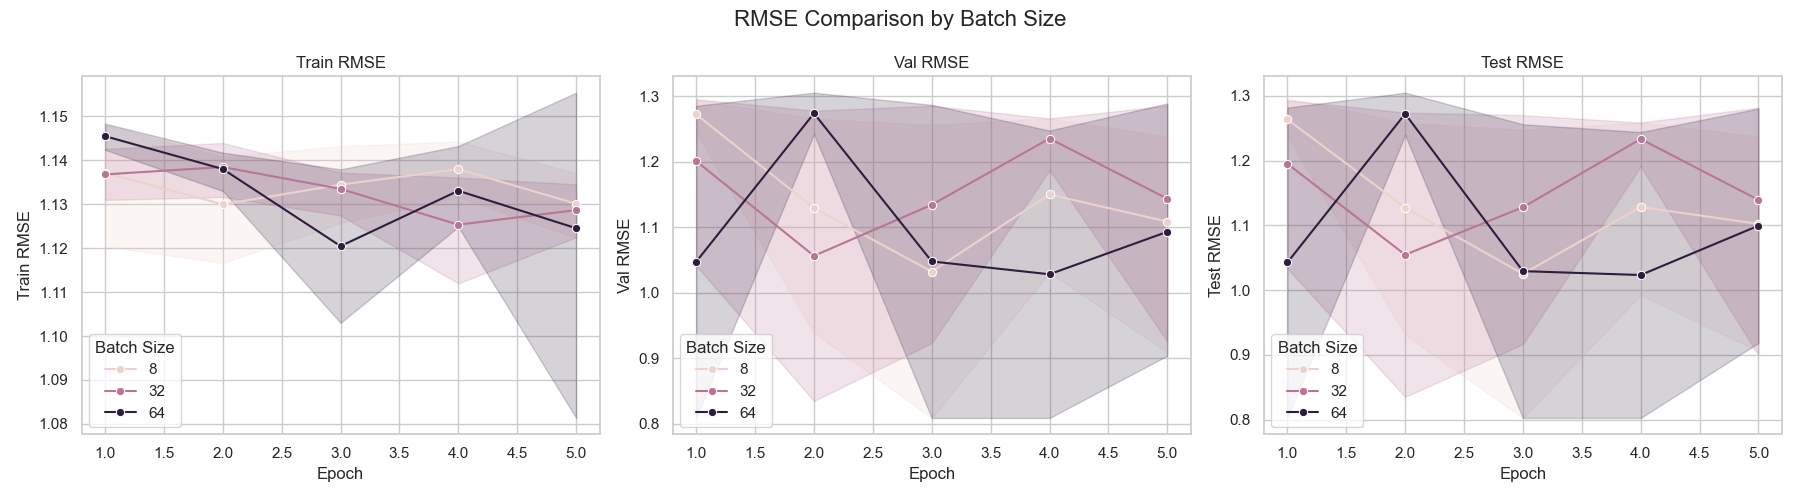 RMSE Comparison by Batch Size
Train RMSE
Train RMSE
1.15
1.14
1.13
1.12
1.11
1.10
1.09
1.08
Batch Size
8
32
64
1.0 1.5 2.0 2.5 3.0 3.5 4.0 4.5 5.0
Epoch
Val RMSE
Val RMSE
1.3
1.2
1.1
1.0
0.9
0.8
Batch Size
8
32
64
1.0 1.5 2.0 2.5 3.0 3.5 4.0 4.5 5.0
Epoch
Test RMSE
Test RMSE
1.3
1.2
1.1
1.0
0.9
0.8
Batch Size
8
32
64
1.0 1.5 2.0 2.5 3.0 3.5 4.0 4.5 5.0
Epoch